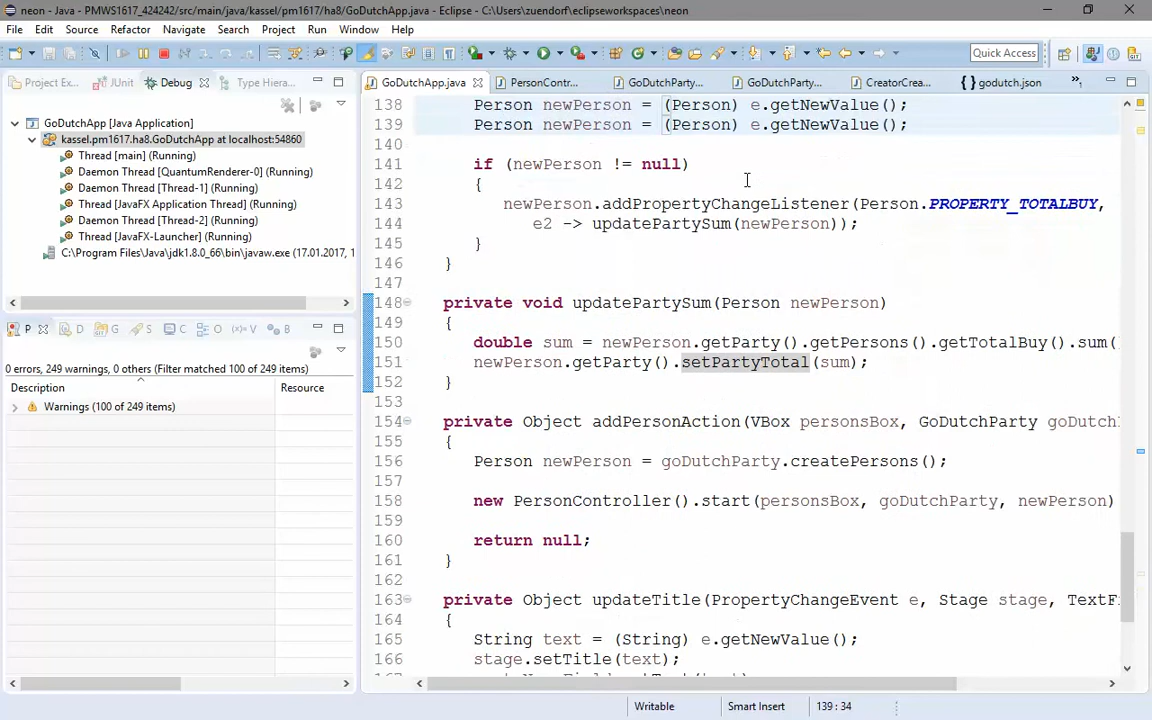 neon - Java - PMWS1617_424242/src/main/java/kassel/pm1617/ha8/GoDutchApp.java - Eclipse - C:\Users\zuendorf\eclipseworkspaces\neon
File Edit Source Refactor Navigate Search Project Run Window Help
Quick Access
Project Ex... JUnit Debug Type Hierar...
GoDutchApp.java PersonContr... GoDutchParty... GoDutchParty... CreatorCrea... godutch.json
GoDutchApp [Java Application]
kassel.pm1617.ha8.GoDutchApp at localhost:54860
Thread [main] (Running)
Daemon Thread [QuantumRenderer-0] (Running)
Daemon Thread [Thread-1] (Running)
Thread [JavaFX Application Thread] (Running)
Daemon Thread [Thread-2] (Running)
Thread [JavaFX-Launcher] (Running)
C:\Program Files\Java\jdk1.8.0_66\bin\javaw.exe (17.01.2017, 1
P D G S C O (x)= V B
0 errors, 249 warnings, 0 others (Filter matched 100 of 249 items)
Description Resource
Warnings (100 of 249 items)
138 Person newPerson = (Person) e.getNewValue();
139 Person newPerson = (Person) e.getNewValue();
140
141 if (newPerson != null)
142 {
143 newPerson.addPropertyChangeListener(Person.PROPERTY_TOTALBUY,
144 e2 -> updatePartySum(newPerson));
145 }
146 }
147
148 private void updatePartySum(Person newPerson)
149 {
150 double sum = newPerson.getParty().getPersons().getTotalBuy().sum(
151 newPerson.getParty().setPartyTotal(sum);
152 }
153
154 private Object addPersonAction(VBox personsBox, GoDutchParty goDutch
155 {
156 Person newPerson = goDutchParty.createPersons();
157
158 new PersonController().start(personsBox, goDutchParty, newPerson)
159
160 return null;
161 }
162
163 private Object updateTitle(PropertyChangeEvent e, Stage stage, TextF
164 {
165 String text = (String) e.getNewValue();
166 stage.setTitle(text);
Writable Smart Insert 139 : 34